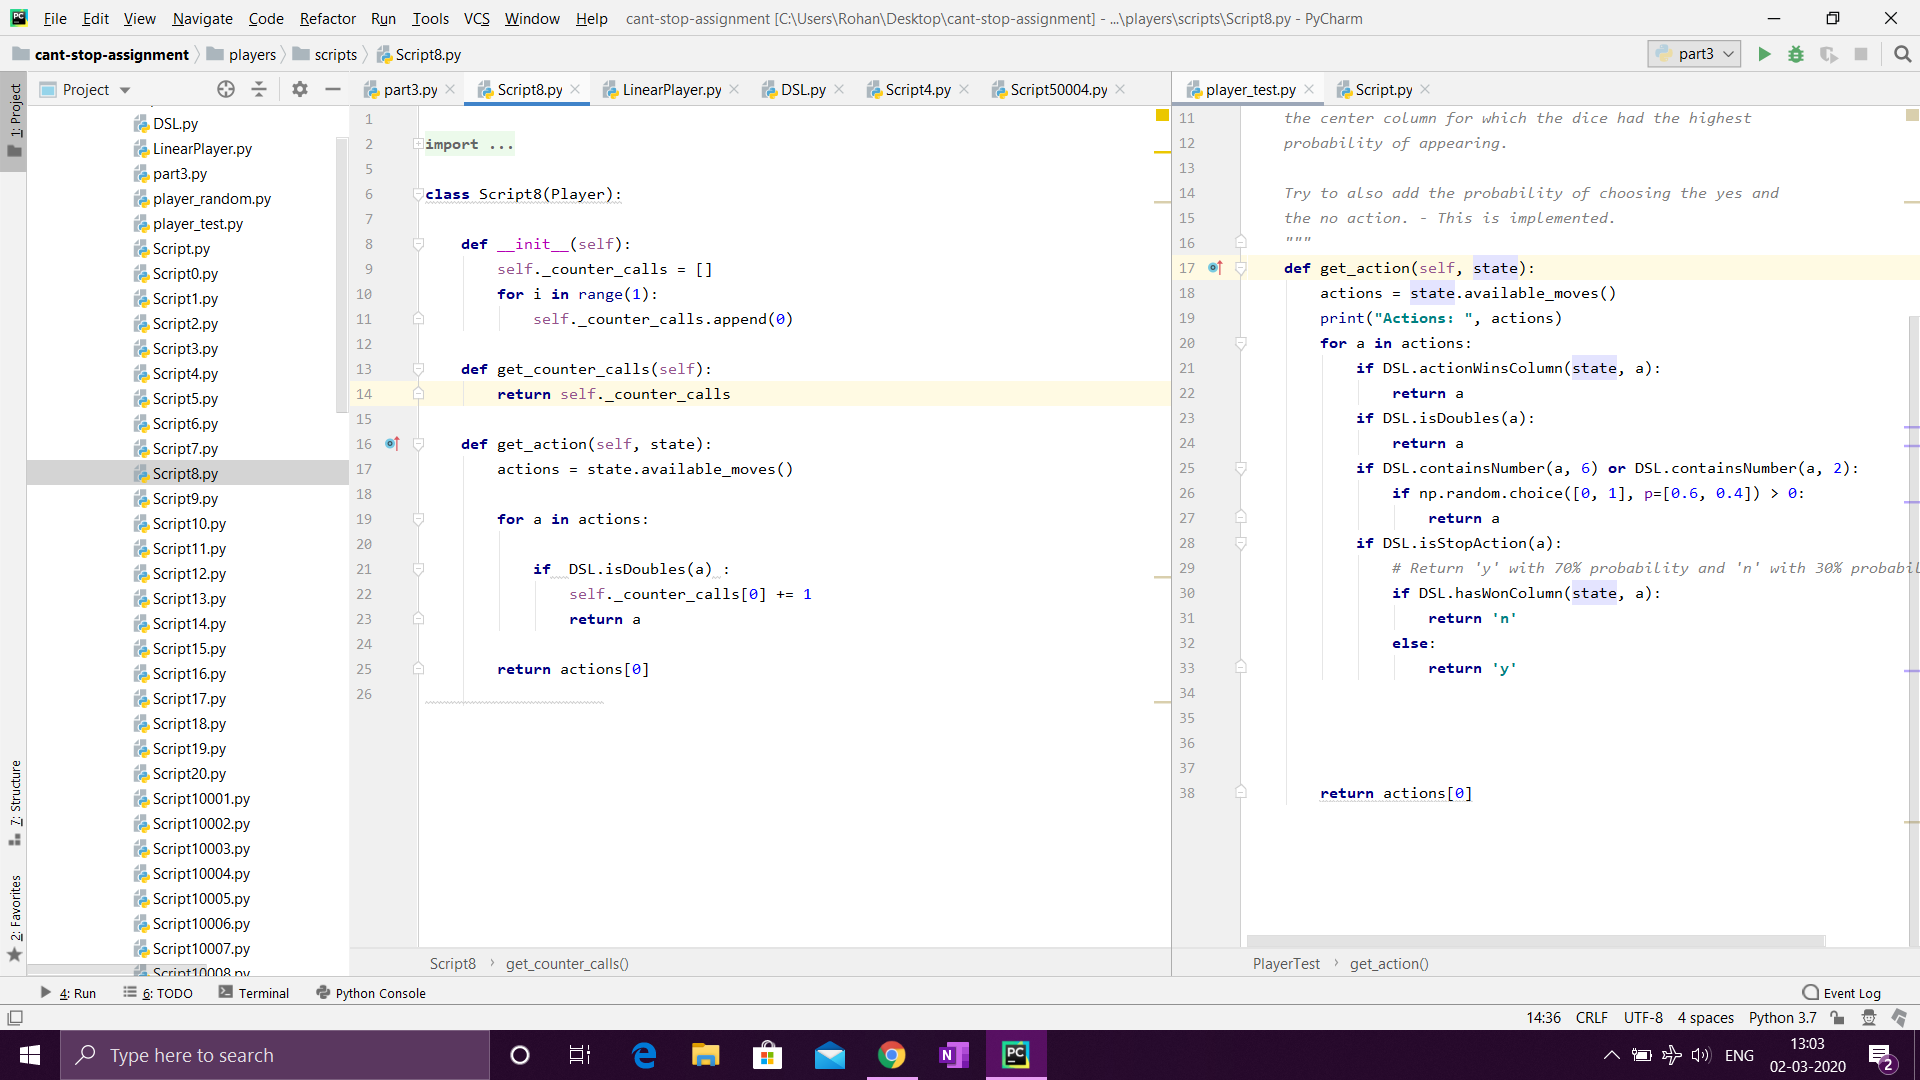 File Edit View Navigate Code Refactor Run Tools VCS Window Help cant-stop-assignment [C:\Users\Rohan\Desktop\cant-stop-assignment] - ...\players\scripts\Script8.py - PyCharm
cant-stop-assignment players scripts Script8.py part3
1: Project
7: Structure
2: Favorites
Project
DSL.py
LinearPlayer.py
part3.py
player_random.py
player_test.py
Script.py
Script0.py
Script1.py
Script2.py
Script3.py
Script4.py
Script5.py
Script6.py
Script7.py
Script8.py
Script9.py
Script10.py
Script11.py
Script12.py
Script13.py
Script14.py
Script15.py
Script16.py
Script17.py
Script18.py
Script19.py
Script20.py
Script10001.py
Script10002.py
Script10003.py
Script10004.py
Script10005.py
Script10006.py
Script10007.py
Script10008.py
part3.py Script8.py LinearPlayer.py DSL.py Script4.py Script50004.py
1
2 import ...
5
6 class Script8(Player):
7
8 def __init__(self):
9 self._counter_calls = []
10 for i in range(1):
11 self._counter_calls.append(0)
12
13 def get_counter_calls(self):
14 return self._counter_calls
15
16 def get_action(self, state):
17 actions = state.available_moves()
18
19 for a in actions:
20
21 if DSL.isDoubles(a) :
22 self._counter_calls[0] += 1
23 return a
24
25 return actions[0]
26
Script8 › get_counter_calls()
player_test.py Script.py
11 the center column for which the dice had the highest
12 probability of appearing.
13
14 Try to also add the probability of choosing the yes and
15 the no action. - This is implemented.
16 """
17 def get_action(self, state):
18 actions = state.available_moves()
19 print("Actions: ", actions)
20 for a in actions:
21 if DSL.actionWinsColumn(state, a):
22 return a
23 if DSL.isDoubles(a):
24 return a
25 if DSL.containsNumber(a, 6) or DSL.containsNumber(a, 2):
26 if np.random.choice([0, 1], p=[0.6, 0.4]) > 0:
27 return a
28 if DSL.isStopAction(a):
29 # Return 'y' with 70% probability and 'n' with 30% probabil
30 if DSL.hasWonColumn(state, a):
31 return 'n'
32 else:
33 return 'y'
34
35
36
37
38 return actions[0]
PlayerTest › get_action()
4: Run 6: TODO Terminal Python Console Event Log
14:36 CRLF UTF-8 4 spaces Python 3.7
Type here to search
ENG
13:03
02-03-2020
2